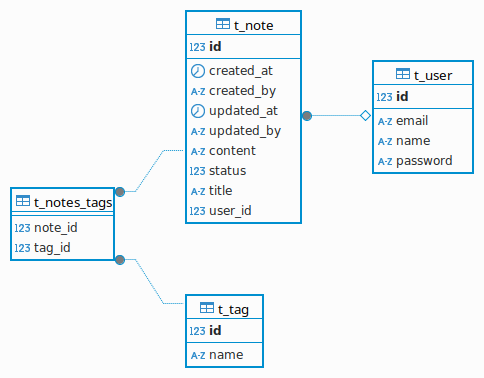 t_note
123 id
created_at
A-Z created_by
updated_at
A-Z updated_by
A-Z content
123 status
A-Z title
123 user_id
t_user
123 id
A-Z email
A-Z name
A-Z password
t_notes_tags
123 note_id
123 tag_id
t_tag
123 id
A-Z name